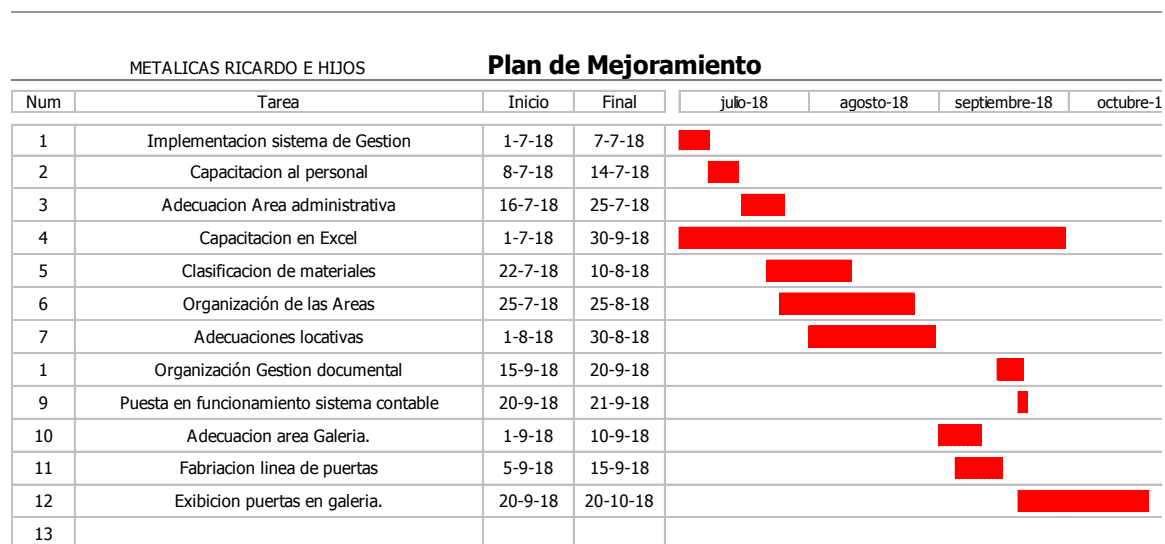 METALICAS RICARDO E HIJOS Plan de Mejoramiento
Num Tarea Inicio Final julio-18 agosto-18 septiembre-18 octubre-1
1 Implementacion sistema de Gestion 1-7-18 7-7-18
2 Capacitacion al personal 8-7-18 14-7-18
3 Adecuacion Area administrativa 16-7-18 25-7-18
4 Capacitacion en Excel 1-7-18 30-9-18
5 Clasificacion de materiales 22-7-18 10-8-18
6 Organización de las Areas 25-7-18 25-8-18
7 Adecuaciones locativas 1-8-18 30-8-18
1 Organización Gestion documental 15-9-18 20-9-18
9 Puesta en funcionamiento sistema contable 20-9-18 21-9-18
10 Adecuacion area Galeria. 1-9-18 10-9-18
11 Fabriacion linea de puertas 5-9-18 15-9-18
12 Exibicion puertas en galeria. 20-9-18 20-10-18
13